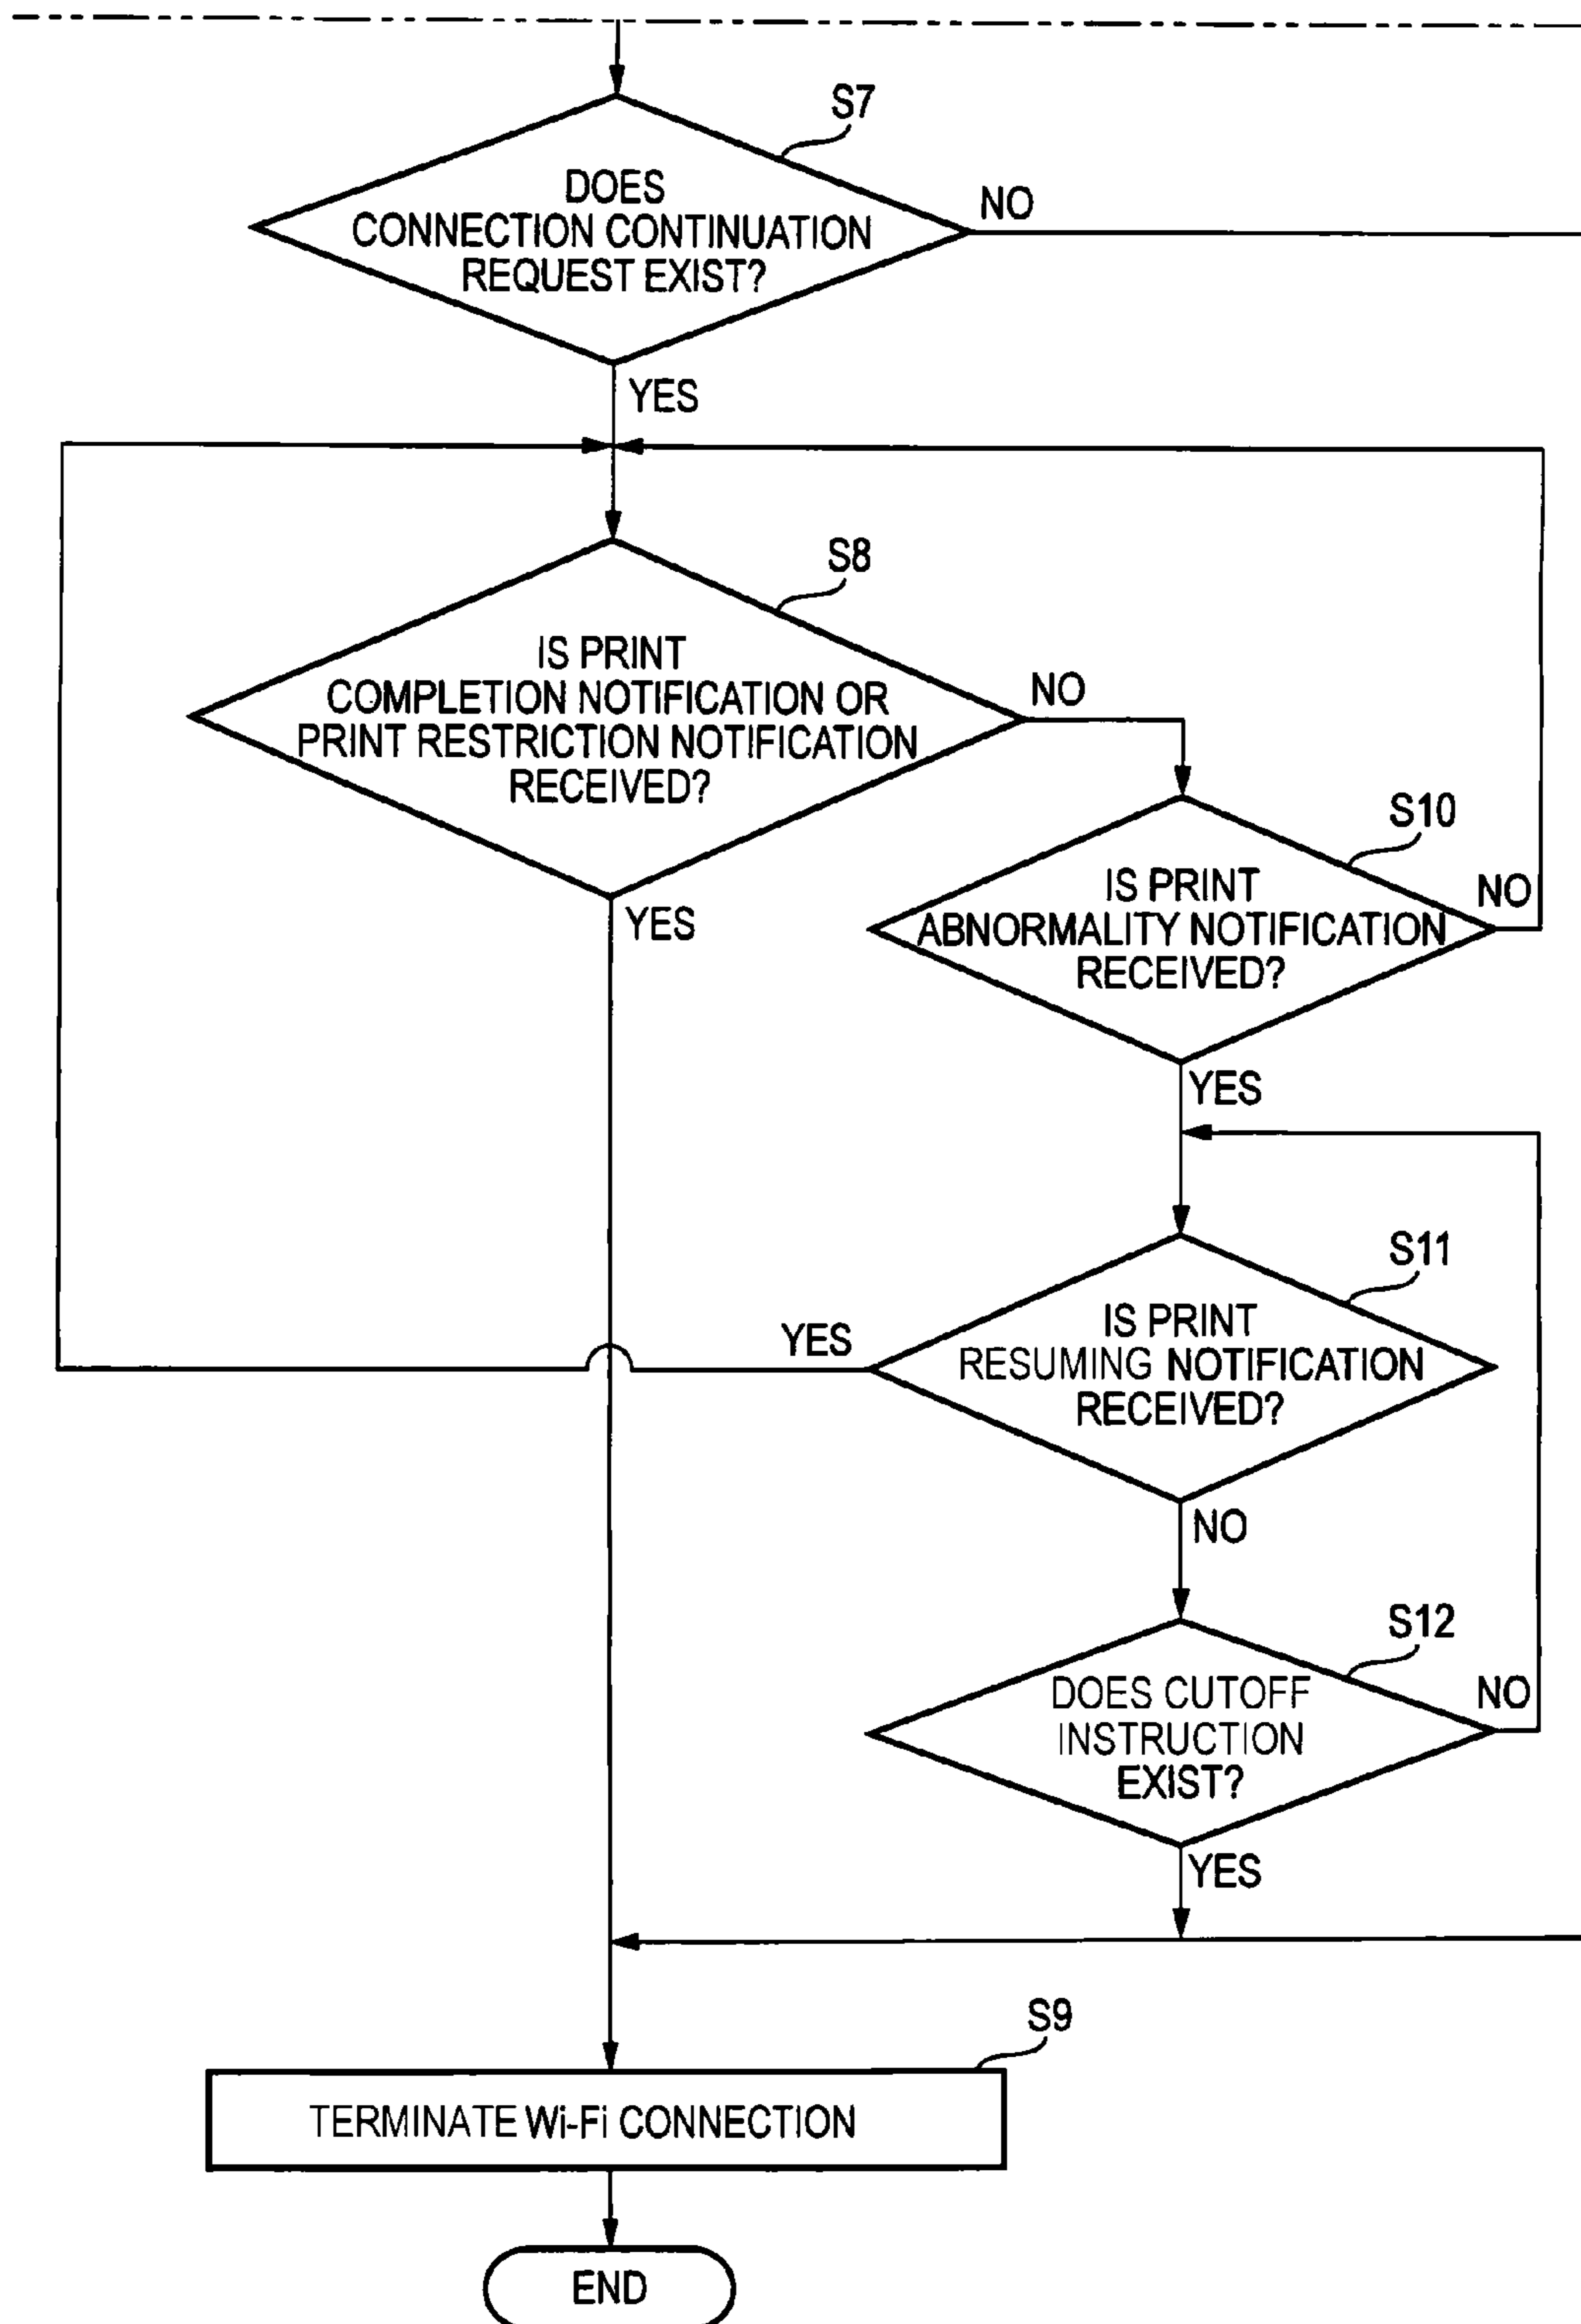 S7
DOES
CONNECTION CONTINUATION
REQUEST EXIST?
NO
YES
S8
IS PRINT
COMPLETION NOTIFICATION OR
PRINT RESTRICTION NOTIFICATION
RECEIVED?
NO
YES
S10
IS PRINT
ABNORMALITY NOTIFICATION
RECEIVED?
NO
YES
S11
IS PRINT
RESUMING NOTIFICATION
RECEIVED?
YES
NO
S12
DOES CUTOFF
INSTRUCTION
EXIST?
NO
YES
S9
TERMINATE Wi-Fi CONNECTION
END